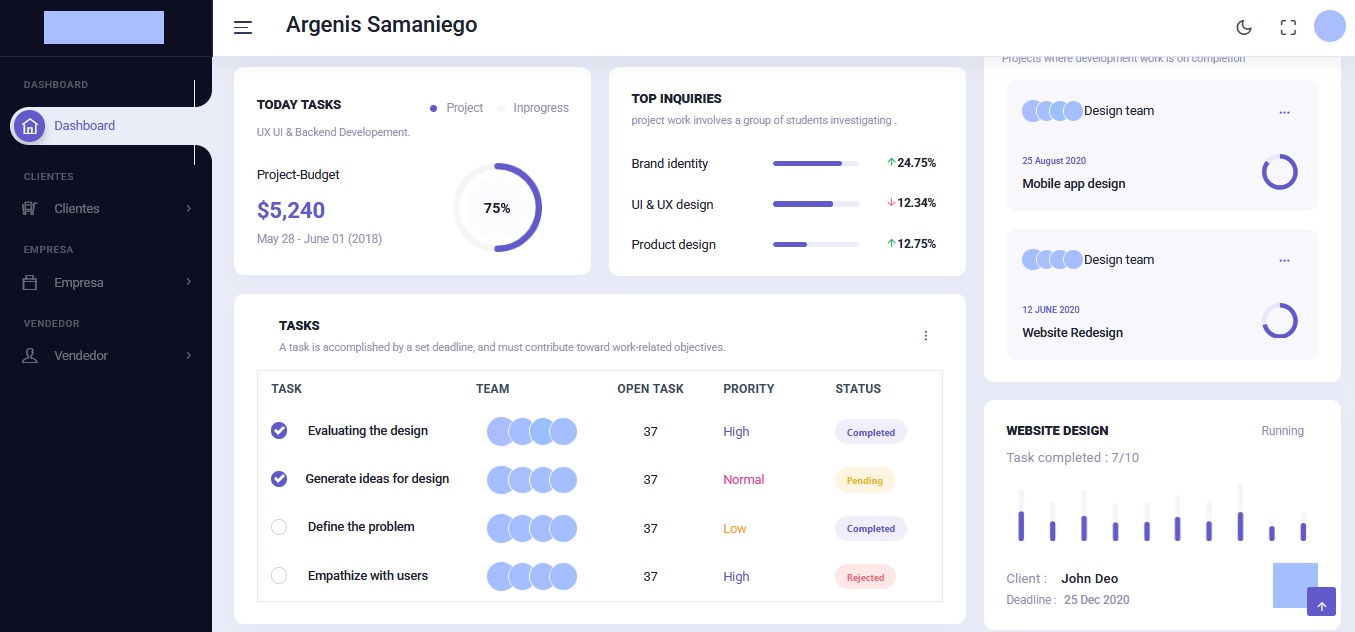 Argenis Samaniego
DASHBOARD
Dashboard
CLIENTES
Clientes
EMPRESA
Empresa
VENDEDOR
Vendedor
TODAY TASKS
Project Inprogress
UX UI & Backend Developement.
Project-Budget
$5,240
May 28 - June 01 (2018)
75%
TOP INQUIRIES
project work involves a group of students investigating .
Brand identity 24.75%
UI & UX design 12.34%
Product design 12.75%
TASKS
A task is accomplished by a set deadline, and must contribute toward work-related objectives.
TASK TEAM OPEN TASK PRORITY STATUS
Evaluating the design 37 High Completed
Generate ideas for design 37 Normal Pending
Define the problem 37 Low Completed
Empathize with users 37 High Rejected
Projects where development work is on completion
Design team
25 August 2020
Mobile app design
Design team
12 JUNE 2020
Website Redesign
WEBSITE DESIGN Running
Task completed : 7/10
Client : John Deo
Deadline : 25 Dec 2020